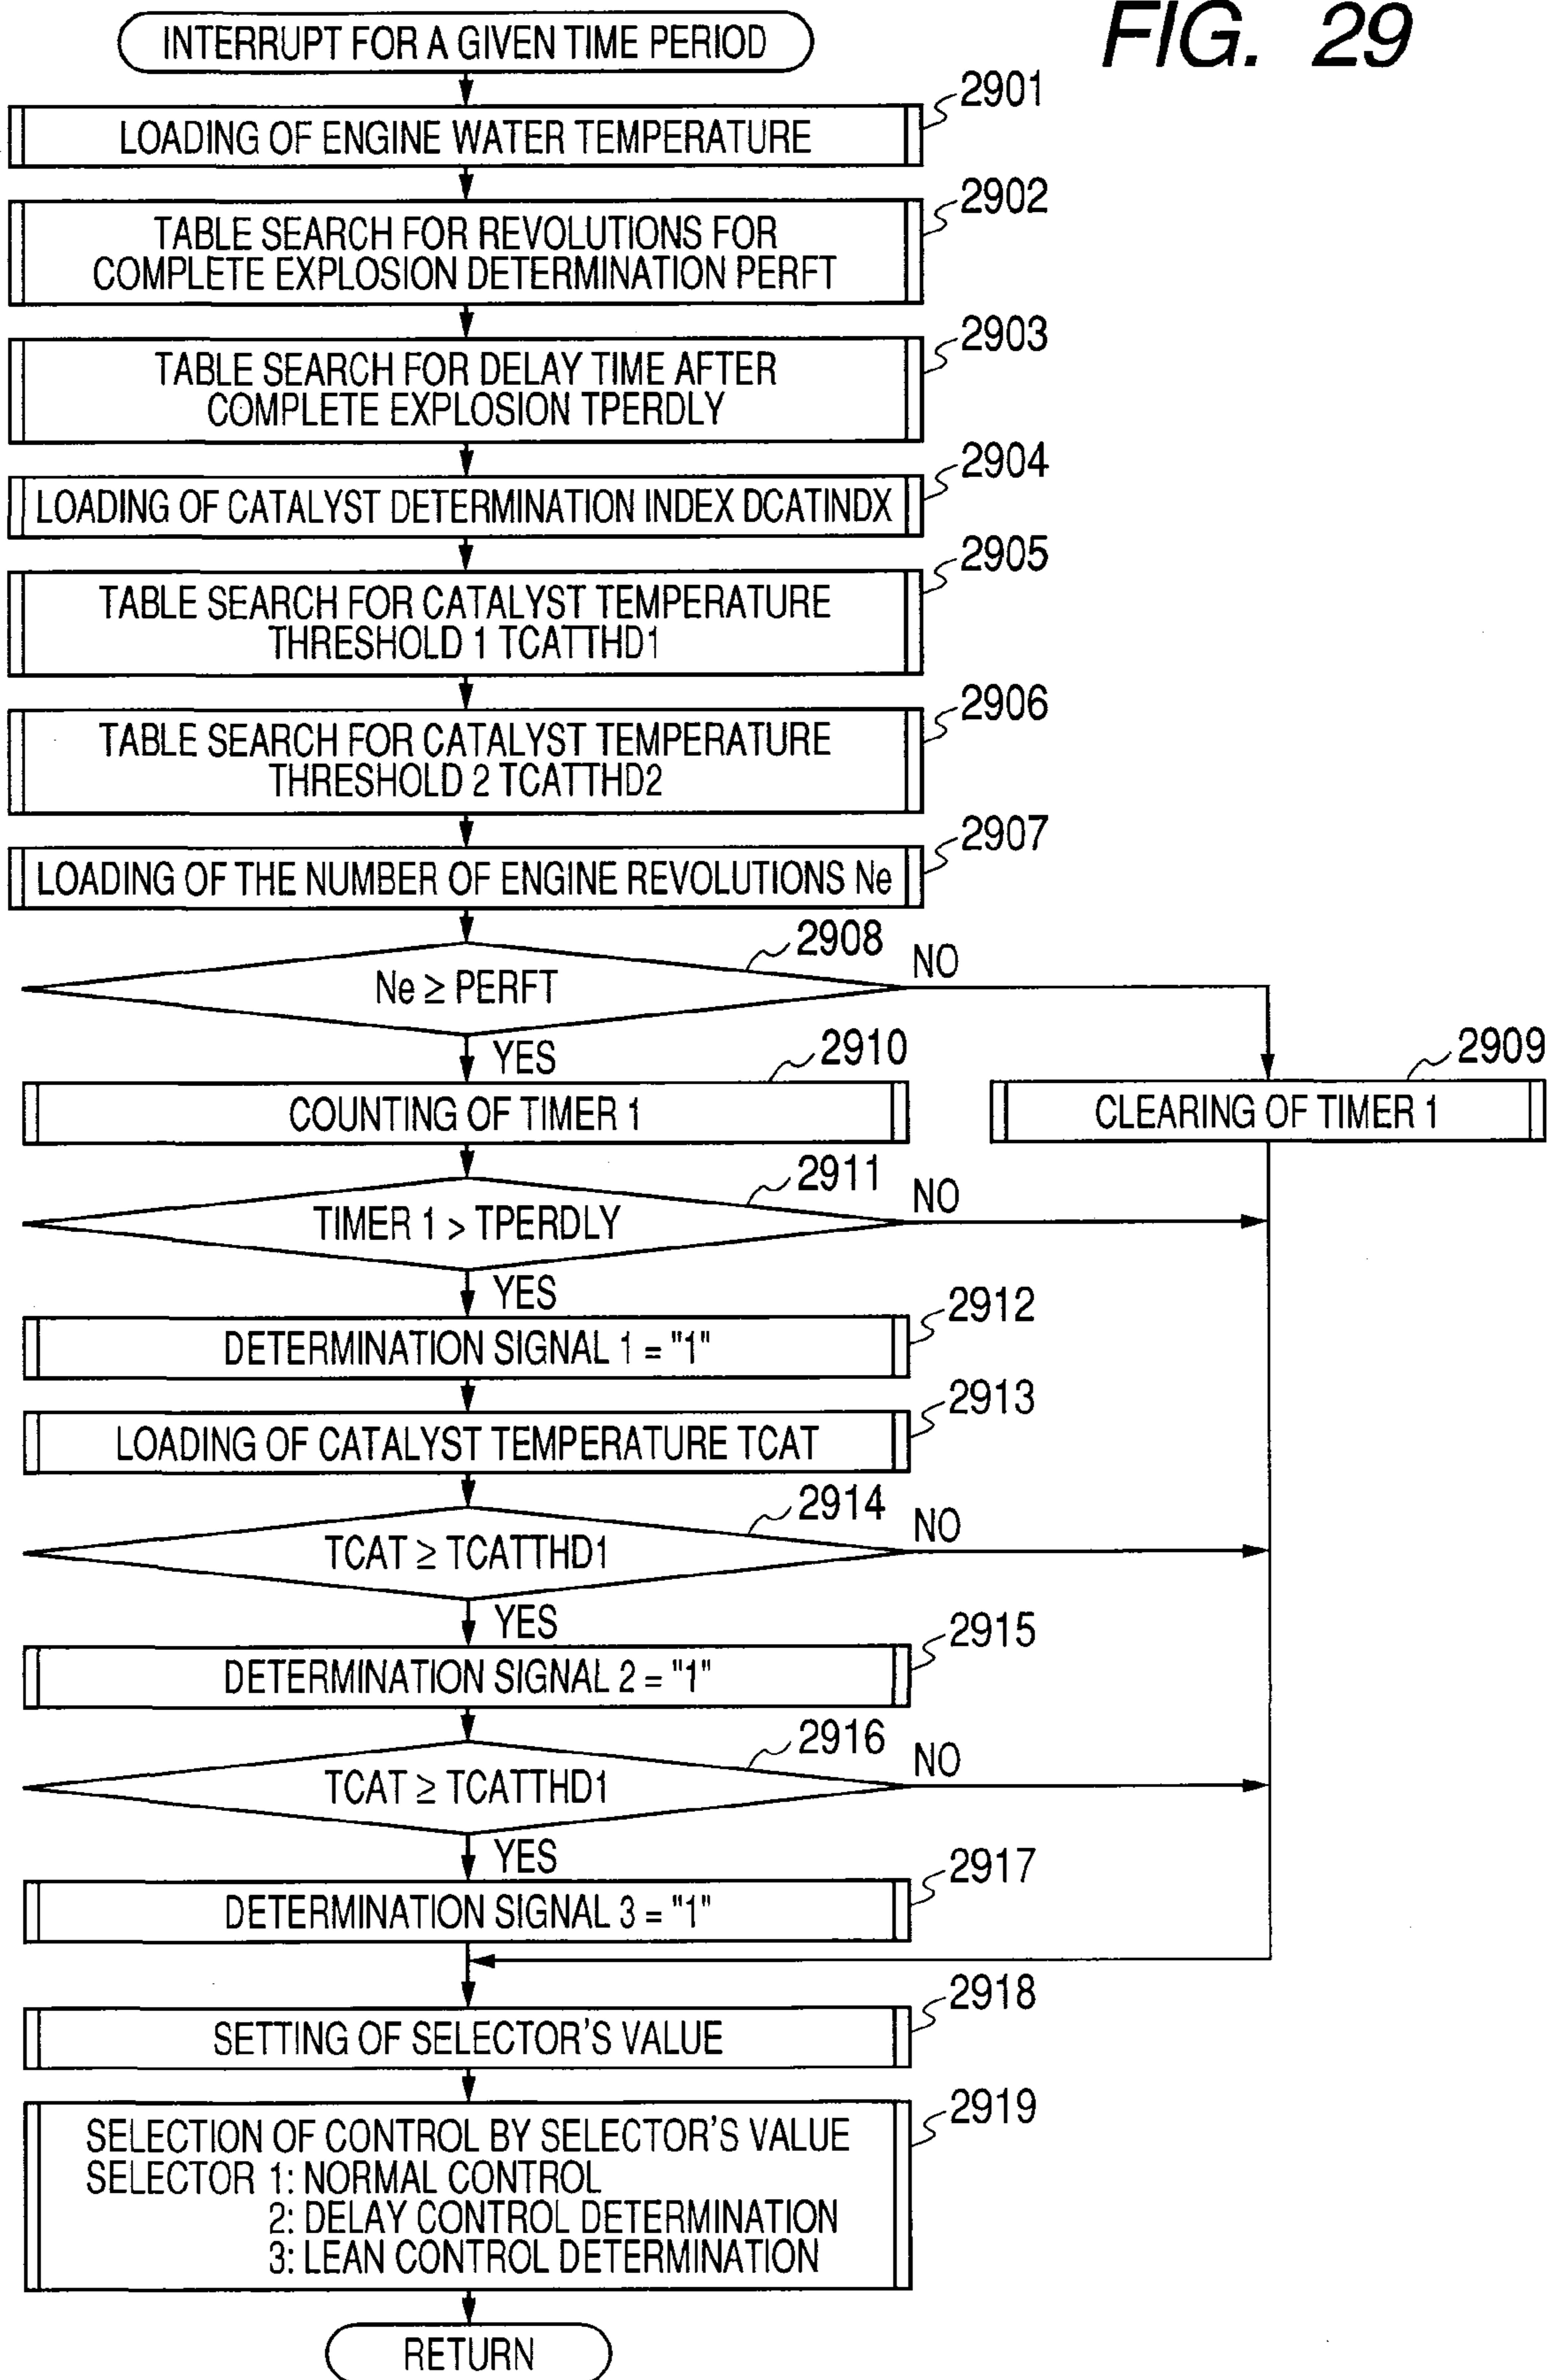 FIG. 29
INTERRUPT FOR A GIVEN TIME PERIOD
2901
LOADING OF ENGINE WATER TEMPERATURE
2902
TABLE SEARCH FOR REVOLUTIONS FOR
COMPLETE EXPLOSION DETERMINATION PERFT
2903
TABLE SEARCH FOR DELAY TIME AFTER
COMPLETE EXPLOSION TPERDLY
2904
LOADING OF CATALYST DETERMINATION INDEX DCATINDX
2905
TABLE SEARCH FOR CATALYST TEMPERATURE
THRESHOLD 1 TCATTHD1
2906
TABLE SEARCH FOR CATALYST TEMPERATURE
THRESHOLD 2 TCATTHD2
2907
LOADING OF THE NUMBER OF ENGINE REVOLUTIONS Ne
2908
Ne ≥ PERFT
NO
YES
2910
COUNTING OF TIMER 1
2909
CLEARING OF TIMER 1
2911
TIMER 1 > TPERDLY
NO
YES
2912
DETERMINATION SIGNAL 1 = "1"
2913
LOADING OF CATALYST TEMPERATURE TCAT
2914
TCAT ≥ TCATTHD1
NO
YES
2915
DETERMINATION SIGNAL 2 = "1"
2916
TCAT ≥ TCATTHD1
NO
YES
2917
DETERMINATION SIGNAL 3 = "1"
2918
SETTING OF SELECTOR'S VALUE
2919
SELECTION OF CONTROL BY SELECTOR'S VALUE
SELECTOR 1: NORMAL CONTROL
2: DELAY CONTROL DETERMINATION
3: LEAN CONTROL DETERMINATION
RETURN